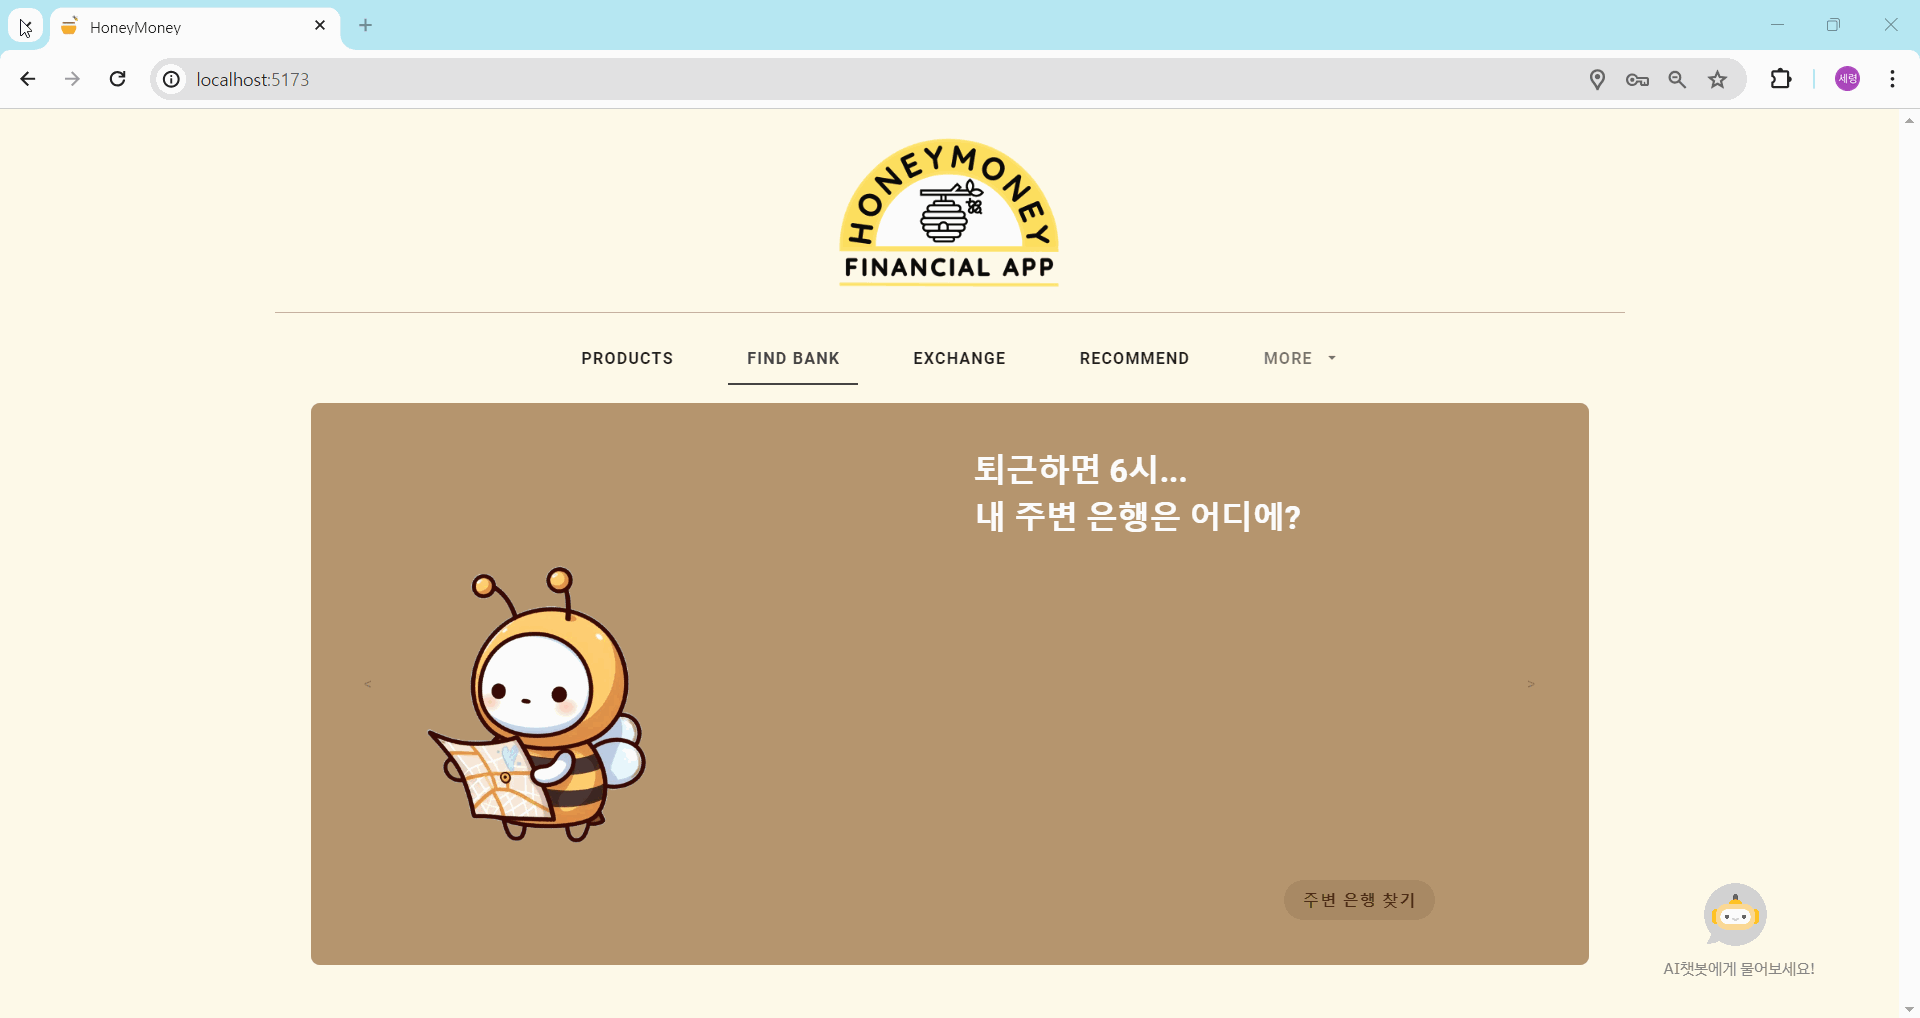 HoneyMoney
localhost:5173
세령
HONEYMONEY
FINANCIAL APP
PRODUCTS
FIND BANK
EXCHANGE
RECOMMEND
MORE
퇴근하면 6시...
내 주변 은행은 어디에?
<
>
주변 은행 찾기
AI챗봇에게 물어보세요!